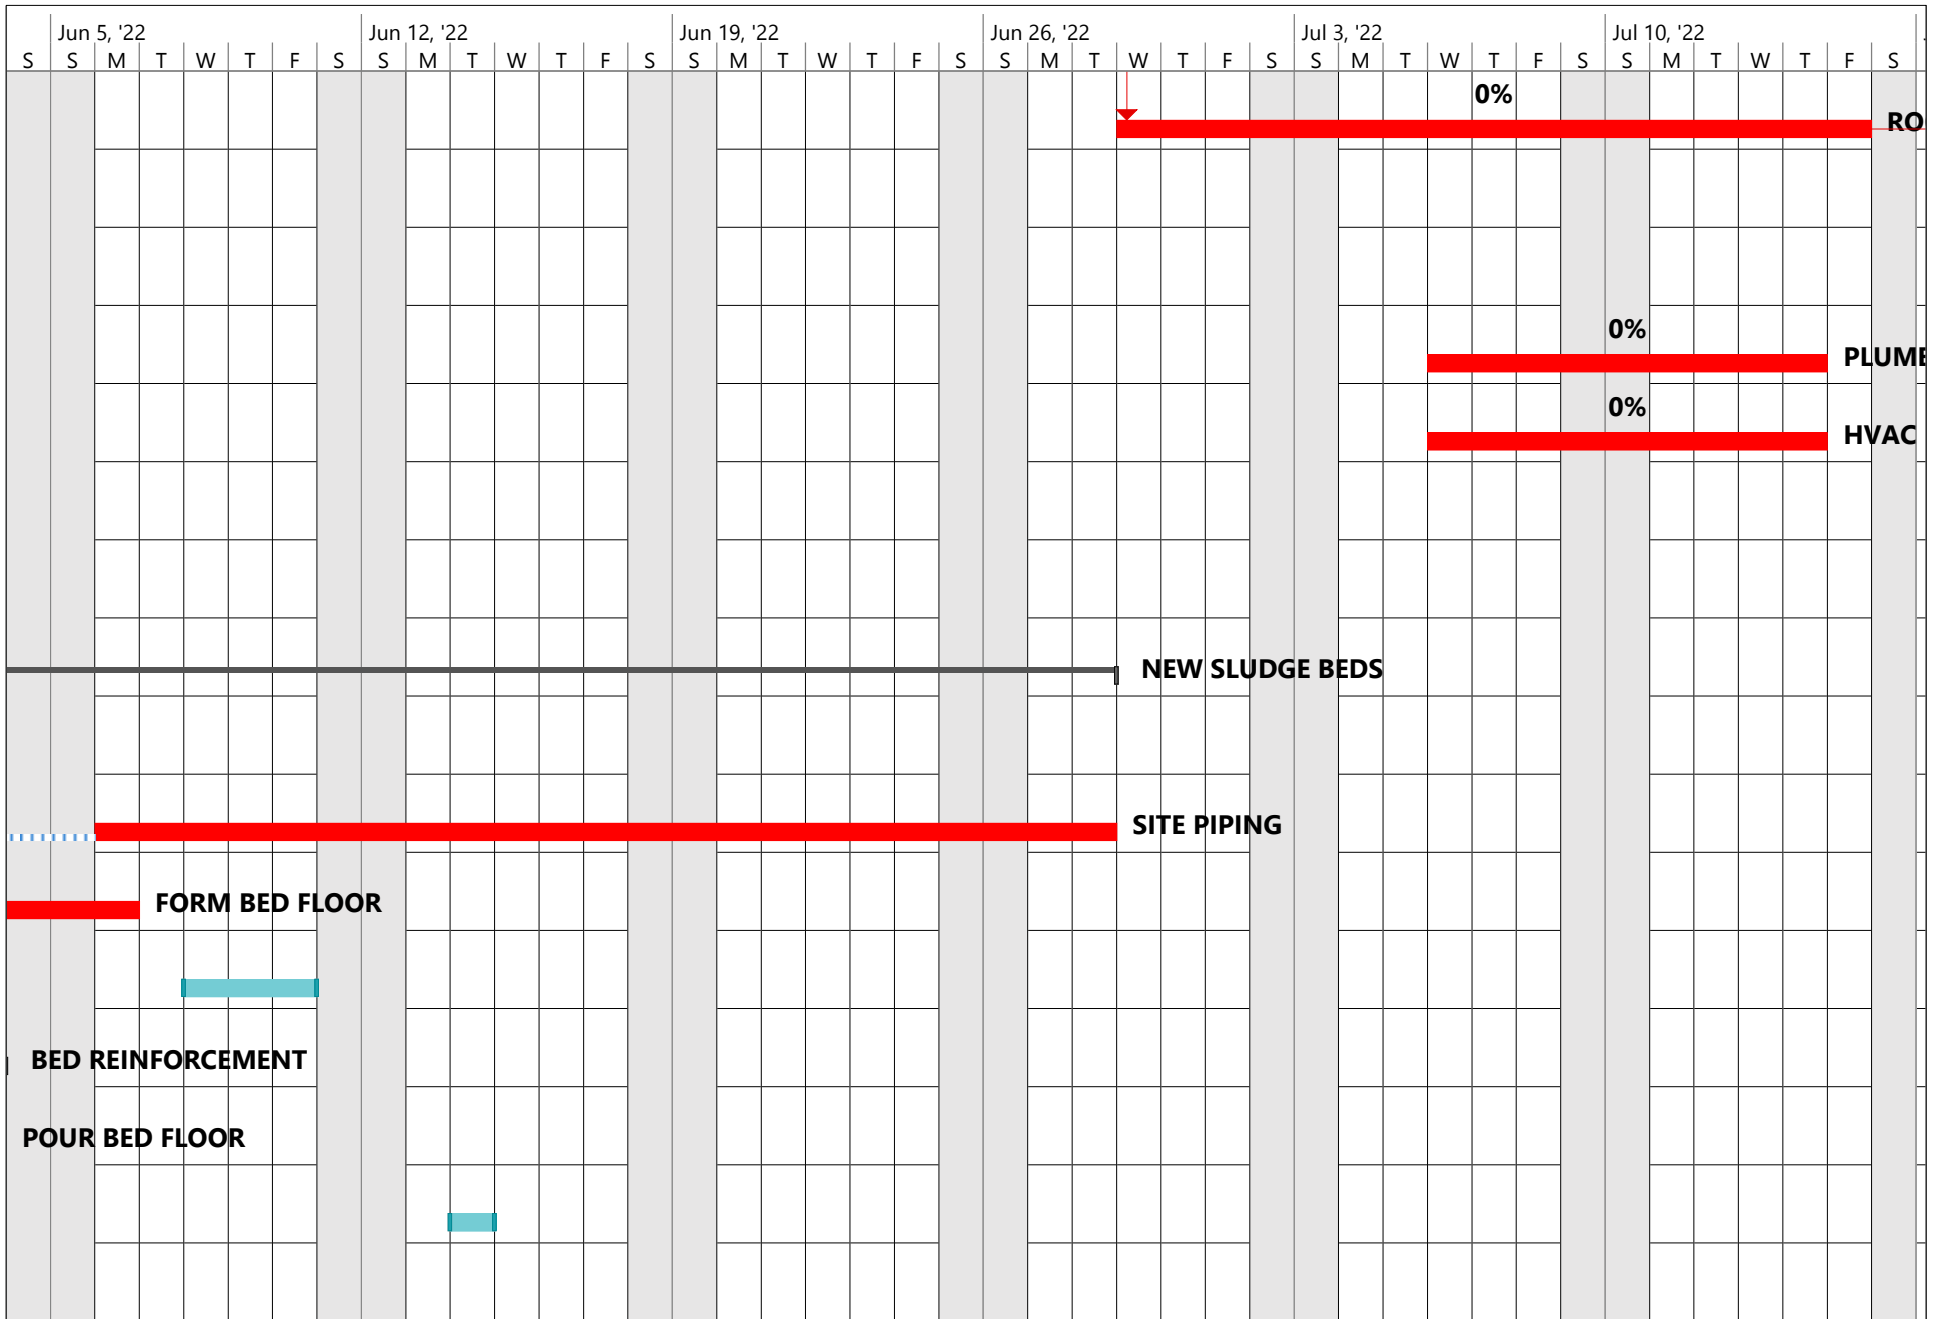 Jun 5, '22 Jun 12, '22 Jun 19, '22 Jun 26, '22 Jul 3, '22 Jul 10, '22
S S M T W T F S S M T W T F S S M T W T F S S M T W T F S S M T W T F S S M T W T F S
0%
RO
0%
PLUMB
0%
HVAC
NEW SLUDGE BEDS
SITE PIPING
FORM BED FLOOR
BED REINFORCEMENT
POUR BED FLOOR